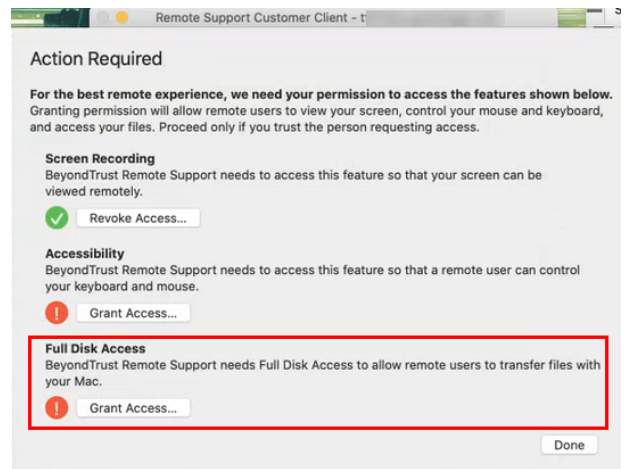 Remote Support Customer Client -
Action Required
For the best remote experience, we need your permission to access the features shown below.
Granting permission will allow remote users to view your screen, control your mouse and keyboard,
and access your files. Proceed only if you trust the person requesting access.
Screen Recording
BeyondTrust Remote Support needs to access this feature so that your screen can be
viewed remotely.
Revoke Access...
Accessibility
BeyondTrust Remote Support needs to access this feature so that a remote user can control
your keyboard and mouse.
Grant Access...
Full Disk Access
BeyondTrust Remote Support needs Full Disk Access to allow remote users to transfer files with
your Mac.
Grant Access...
Done